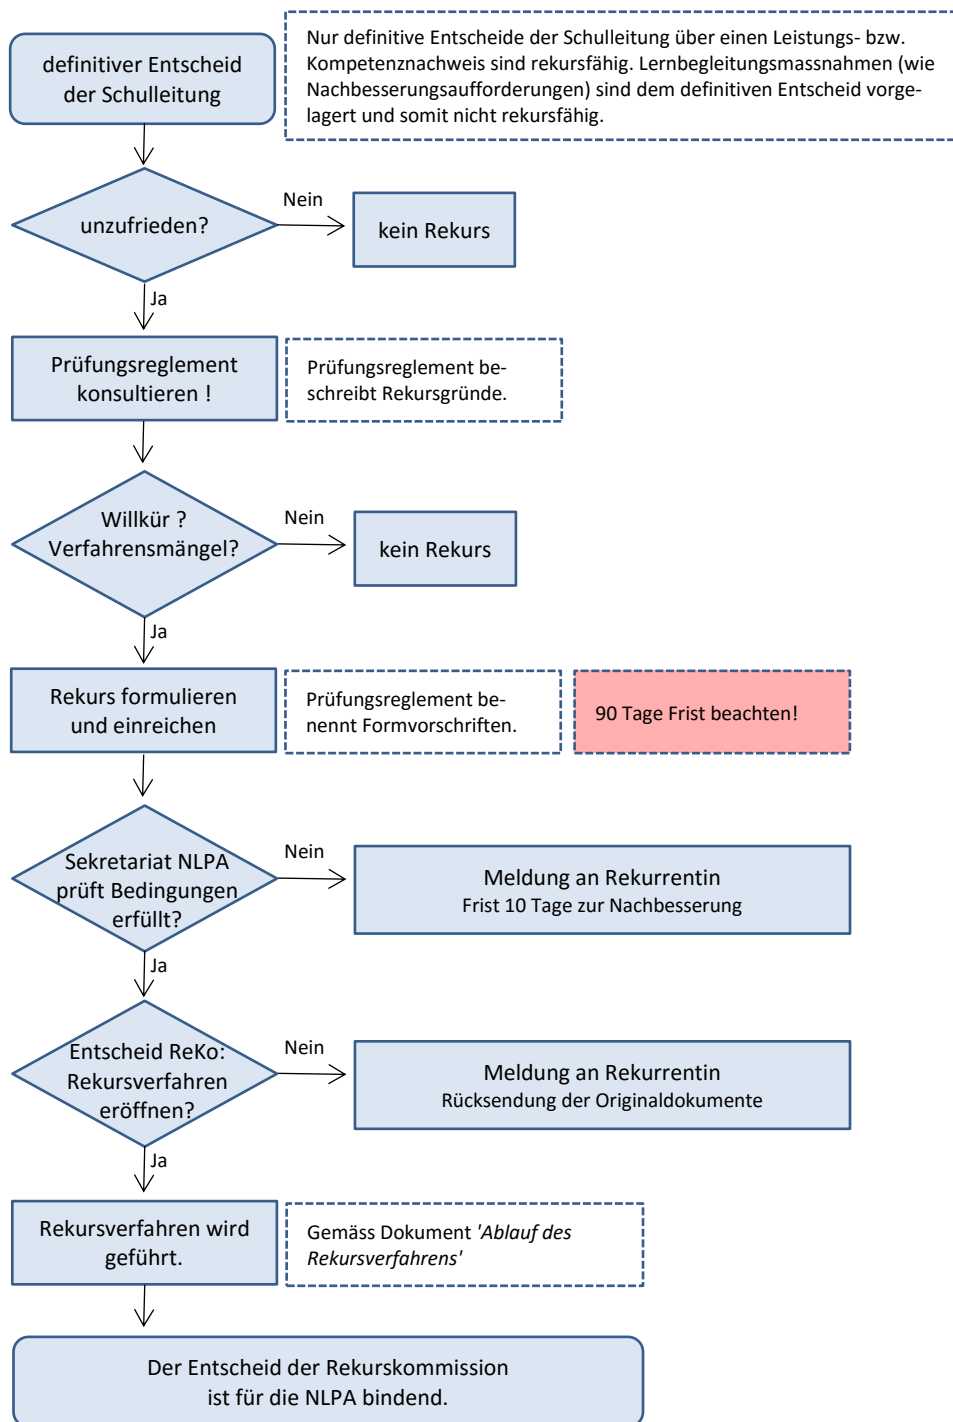 definitiver Entscheid
der Schulleitung
Nur definitive Entscheide der Schulleitung über einen Leistungs- bzw.
Kompetenznachweis sind rekursfähig. Lernbegleitungsmassnahmen (wie
Nachbesserungsaufforderungen) sind dem definitiven Entscheid vorge-
lagert und somit nicht rekursfähig.
unzufrieden?
Nein
kein Rekurs
Ja
Prüfungsreglement
konsultieren !
Prüfungsreglement be-
schreibt Rekursgründe.
Willkür ?
Verfahrensmängel?
Nein
kein Rekurs
Ja
Rekurs formulieren
und einreichen
Prüfungsreglement be-
nennt Formvorschriften.
90 Tage Frist beachten!
Sekretariat NLPA
prüft Bedingungen
erfüllt?
Nein
Meldung an Rekurrentin
Frist 10 Tage zur Nachbesserung
Ja
Entscheid ReKo:
Rekursverfahren
eröffnen?
Nein
Meldung an Rekurrentin
Rücksendung der Originaldokumente
Ja
Rekursverfahren wird
geführt.
Gemäss Dokument 'Ablauf des
Rekursverfahrens'
Der Entscheid der Rekurskommission
ist für die NLPA bindend.